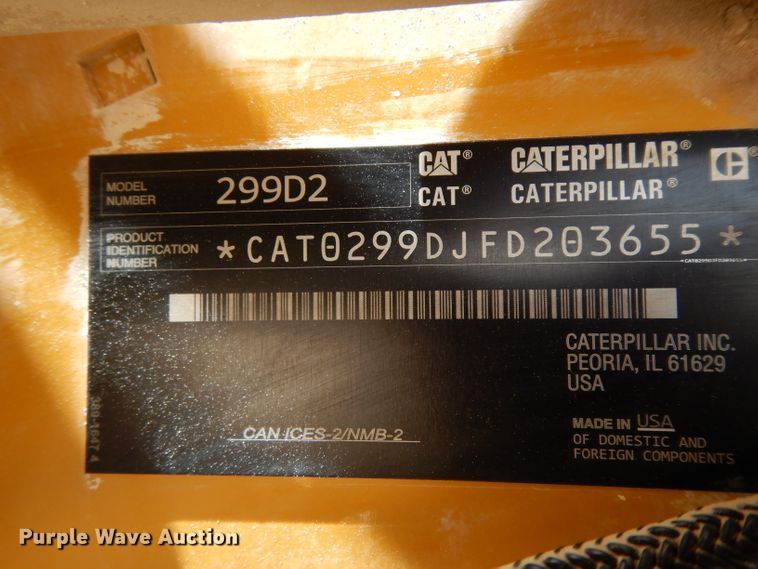 MODEL NUMBER 299D2
CAT® CATERPILLAR®
CAT® CATERPILLAR®
PRODUCT IDENTIFICATION NUMBER *CAT0299DJFD203655*
CAT0299DJFD203655
CATERPILLAR INC.
PEORIA, IL 61629
USA
CAN ICES-2/NMB-2
MADE IN USA
OF DOMESTIC AND
FOREIGN COMPONENTS
Purple Wave Auction